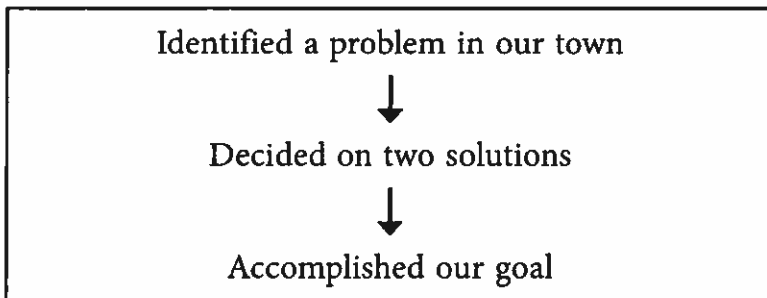 Identified a problem in our town
Decided on two solutions
Accomplished our goal